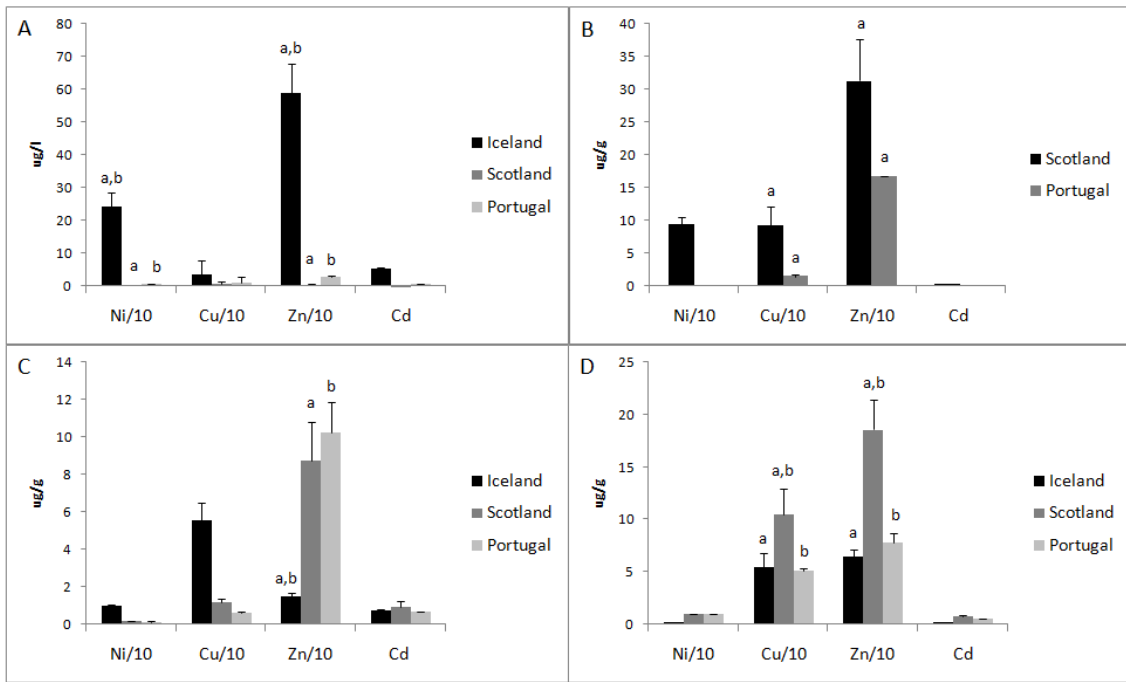 A
ug/l
80
70
60
50
40
30
20
10
0
a,b
a b
a,b
a b
Ni/10 Cu/10 Zn/10 Cd
Iceland
Scotland
Portugal
B
ug/g
40
35
30
25
20
15
10
5
0
a
a
a
a
Ni/10 Cu/10 Zn/10 Cd
Scotland
Portugal
C
ug/g
14
12
10
8
6
4
2
0
a,b
a
b
Ni/10 Cu/10 Zn/10 Cd
Iceland
Scotland
Portugal
D
ug/g
25
20
15
10
5
0
a
a,b
b
a
a,b
b
Ni/10 Cu/10 Zn/10 Cd
Iceland
Scotland
Portugal